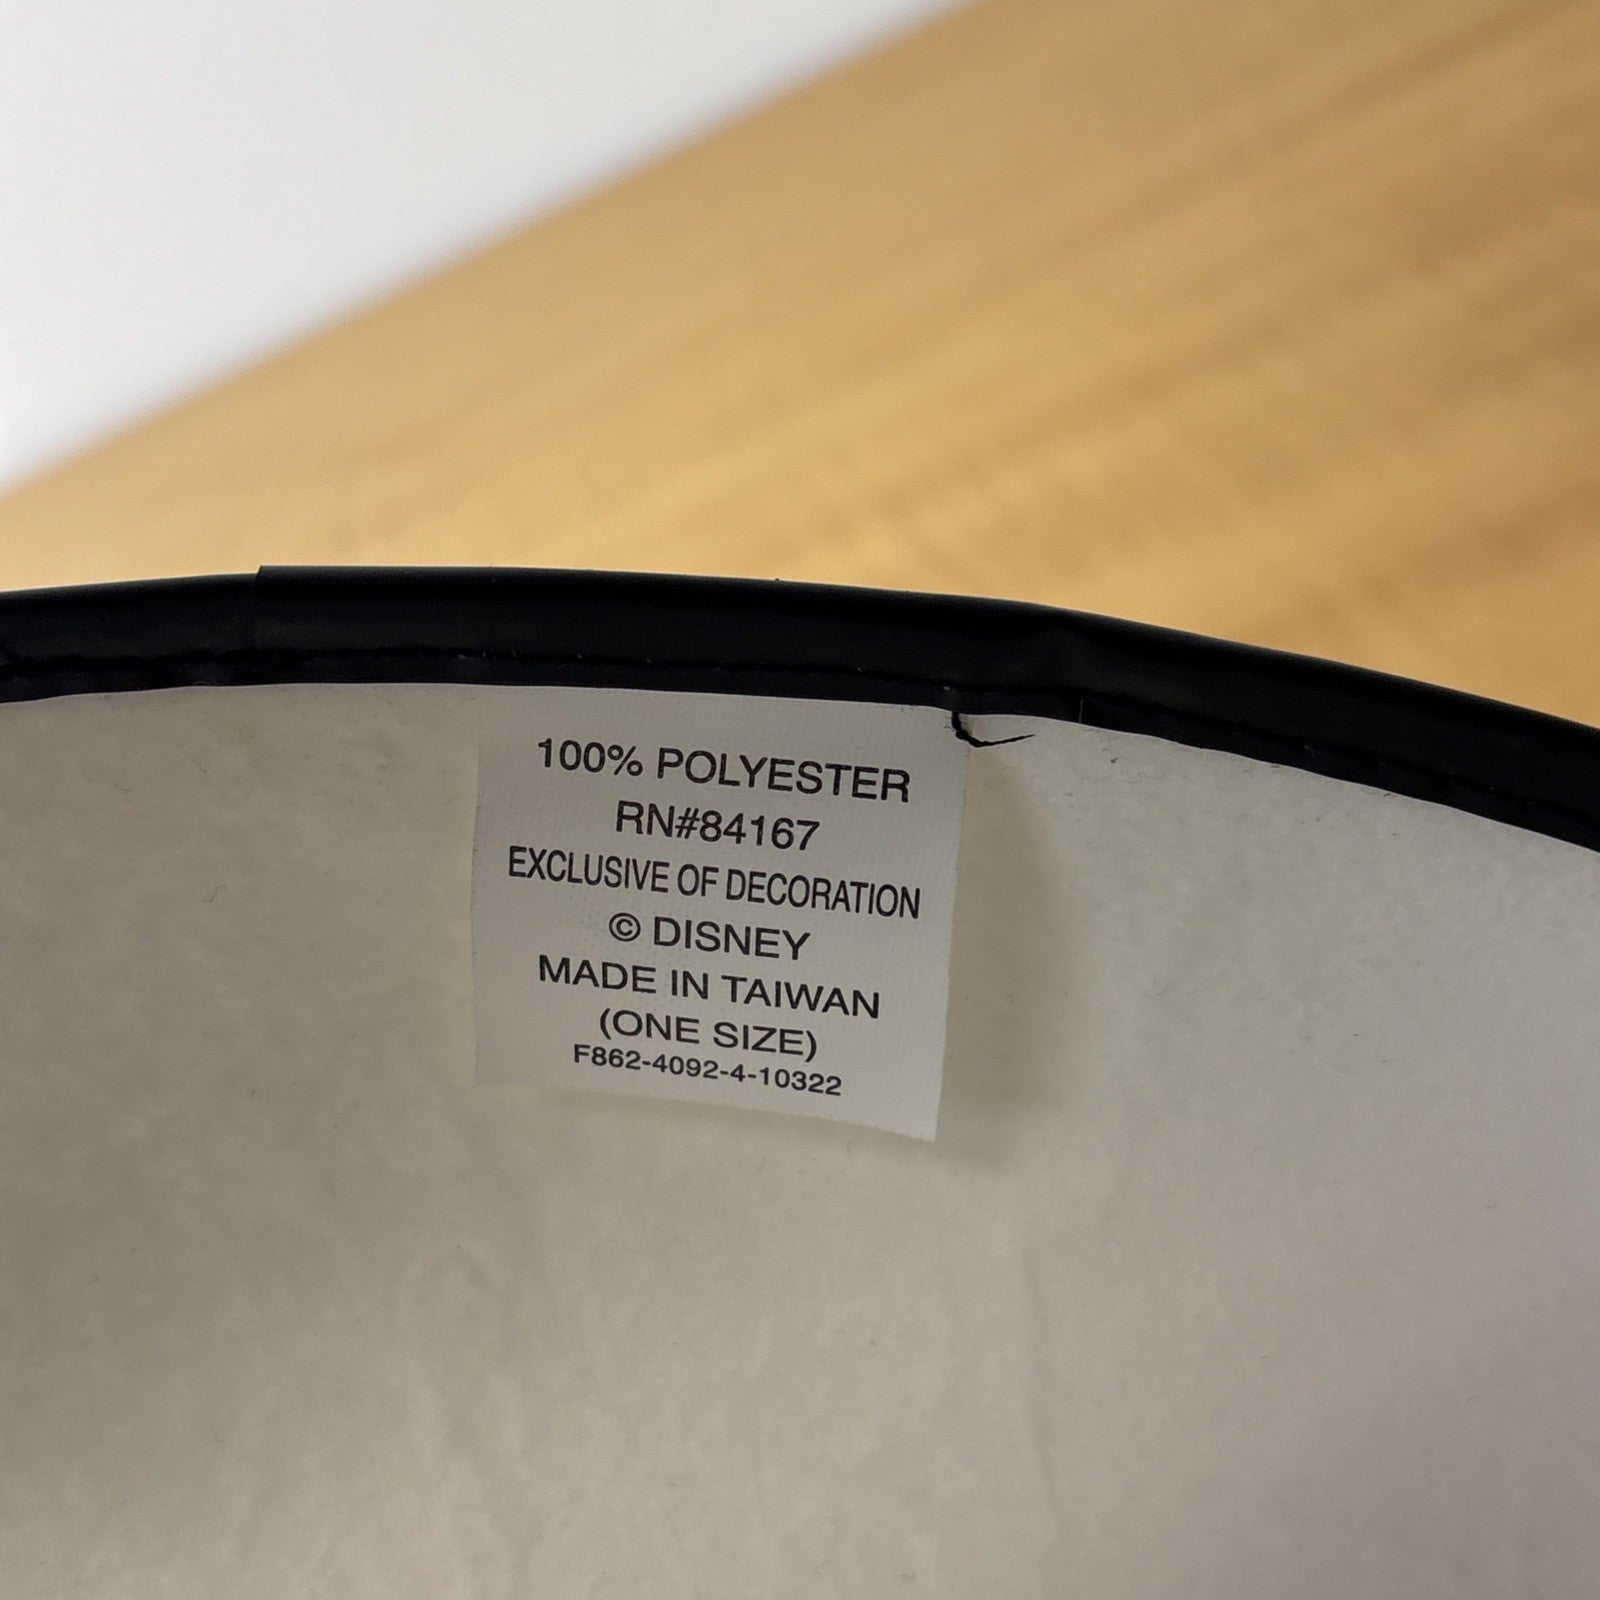 100% POLYESTER
RN#84167
EXCLUSIVE OF DECORATION
© DISNEY
MADE IN TAIWAN
(ONE SIZE)
F862-4092-4-10322